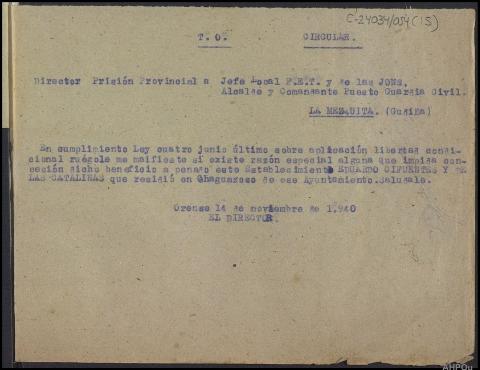 C-24034/054(15)
T. O. CIRCULAR.
Director Prisión Provincial a Jefe Local F.E.T. y de las JONS,
Alcalde y Comandante Puesto Guardia Civil.
LA MEZQUITA. (Gudiña)
En cumplimiento Ley cuatro junio último sobre aplicación libertad condi-
cional ruégole me maifieste si existe razón especial alguna que impida con-
cesión dicho beneficio a penado este Establecimiento EDUARDO CIFUENTES Y DE
LAS CATALINAS que residió en Chaguazoso de ese Ayuntamiento.Saludale.
Orense 14 de noviembre de 1.940
EL DIRECTOR.
AHPOu